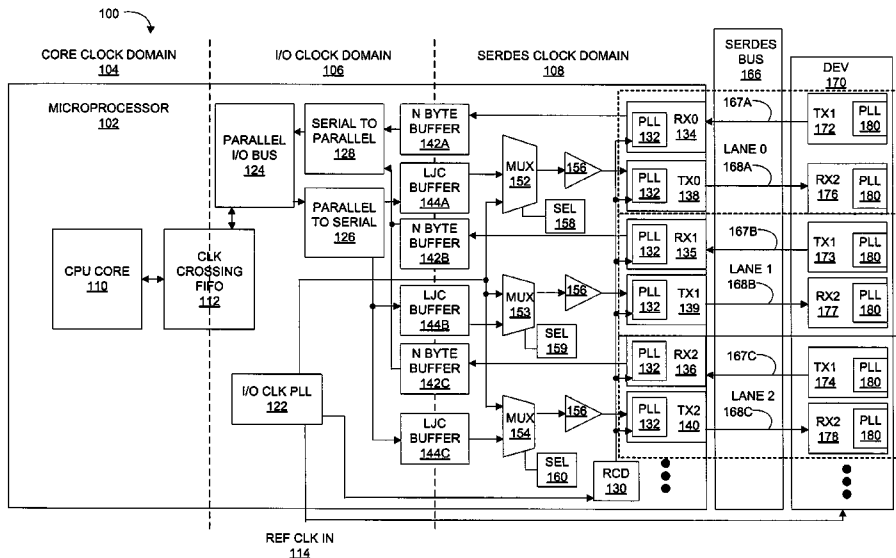 100
CORE CLOCK DOMAIN
104
I/O CLOCK DOMAIN
106
SERDES CLOCK DOMAIN
108
SERDES
BUS
166
DEV
170
MICROPROCESSOR
102
PARALLEL
I/O BUS
124
SERIAL TO
PARALLEL
128
PARALLEL
TO SERIAL
126
CPU CORE
110
CLK
CROSSING
FIFO
112
I/O CLK PLL
122
N BYTE
BUFFER
142A
LJC
BUFFER
144A
N BYTE
BUFFER
142B
LJC
BUFFER
144B
N BYTE
BUFFER
142C
LJC
BUFFER
144C
MUX
152
156
SEL
158
MUX
153
156
SEL
159
MUX
154
156
SEL
160
RCD
130
PLL
132
RX0
134
PLL
132
TX0
138
PLL
132
RX1
135
PLL
132
TX1
139
PLL
132
RX2
136
PLL
132
TX2
140
167A
LANE 0
168A
167B
LANE 1
168B
167C
LANE 2
168C
TX1
172
PLL
180
RX2
176
PLL
180
TX1
173
PLL
180
RX2
177
PLL
180
TX1
174
PLL
180
RX2
178
PLL
180
REF CLK IN
114